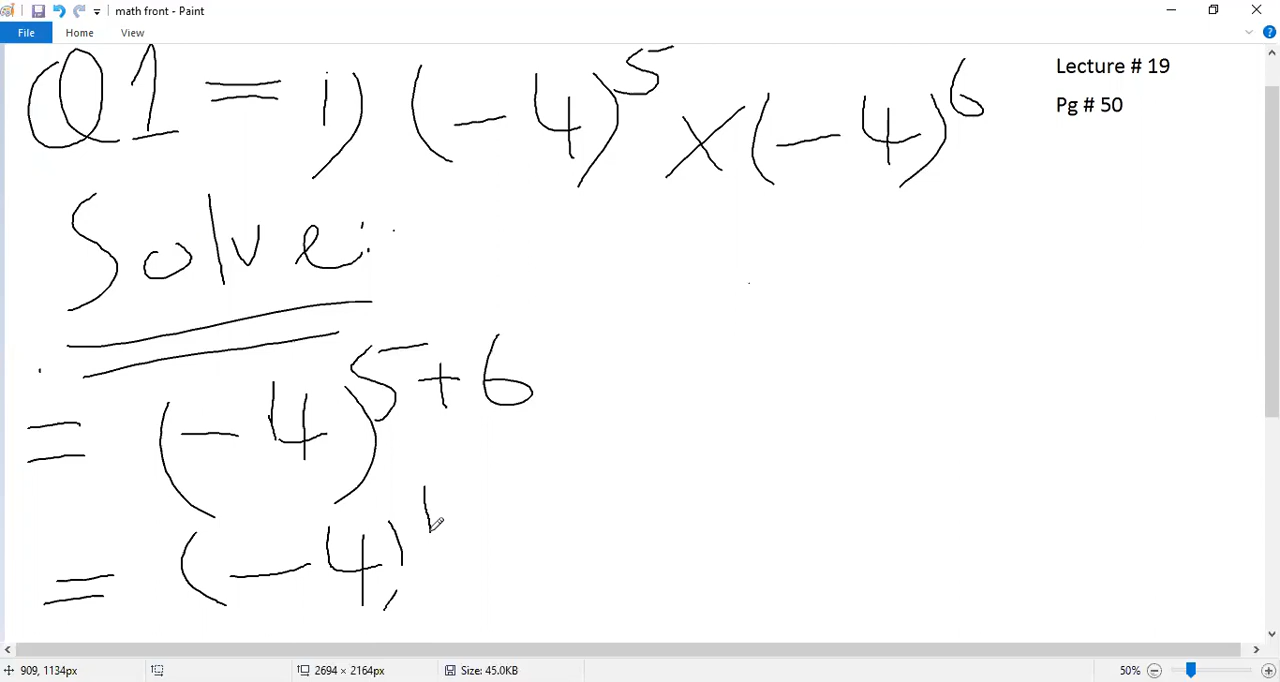 math front - Paint
File Home View
Lecture # 19
Pg # 50
Q1 = i) (-4)^5 × (-4)^6
Solve:
= (-4)^5+6
= (-4)
909, 1134px
2694 × 2164px
Size: 45.0KB
50%